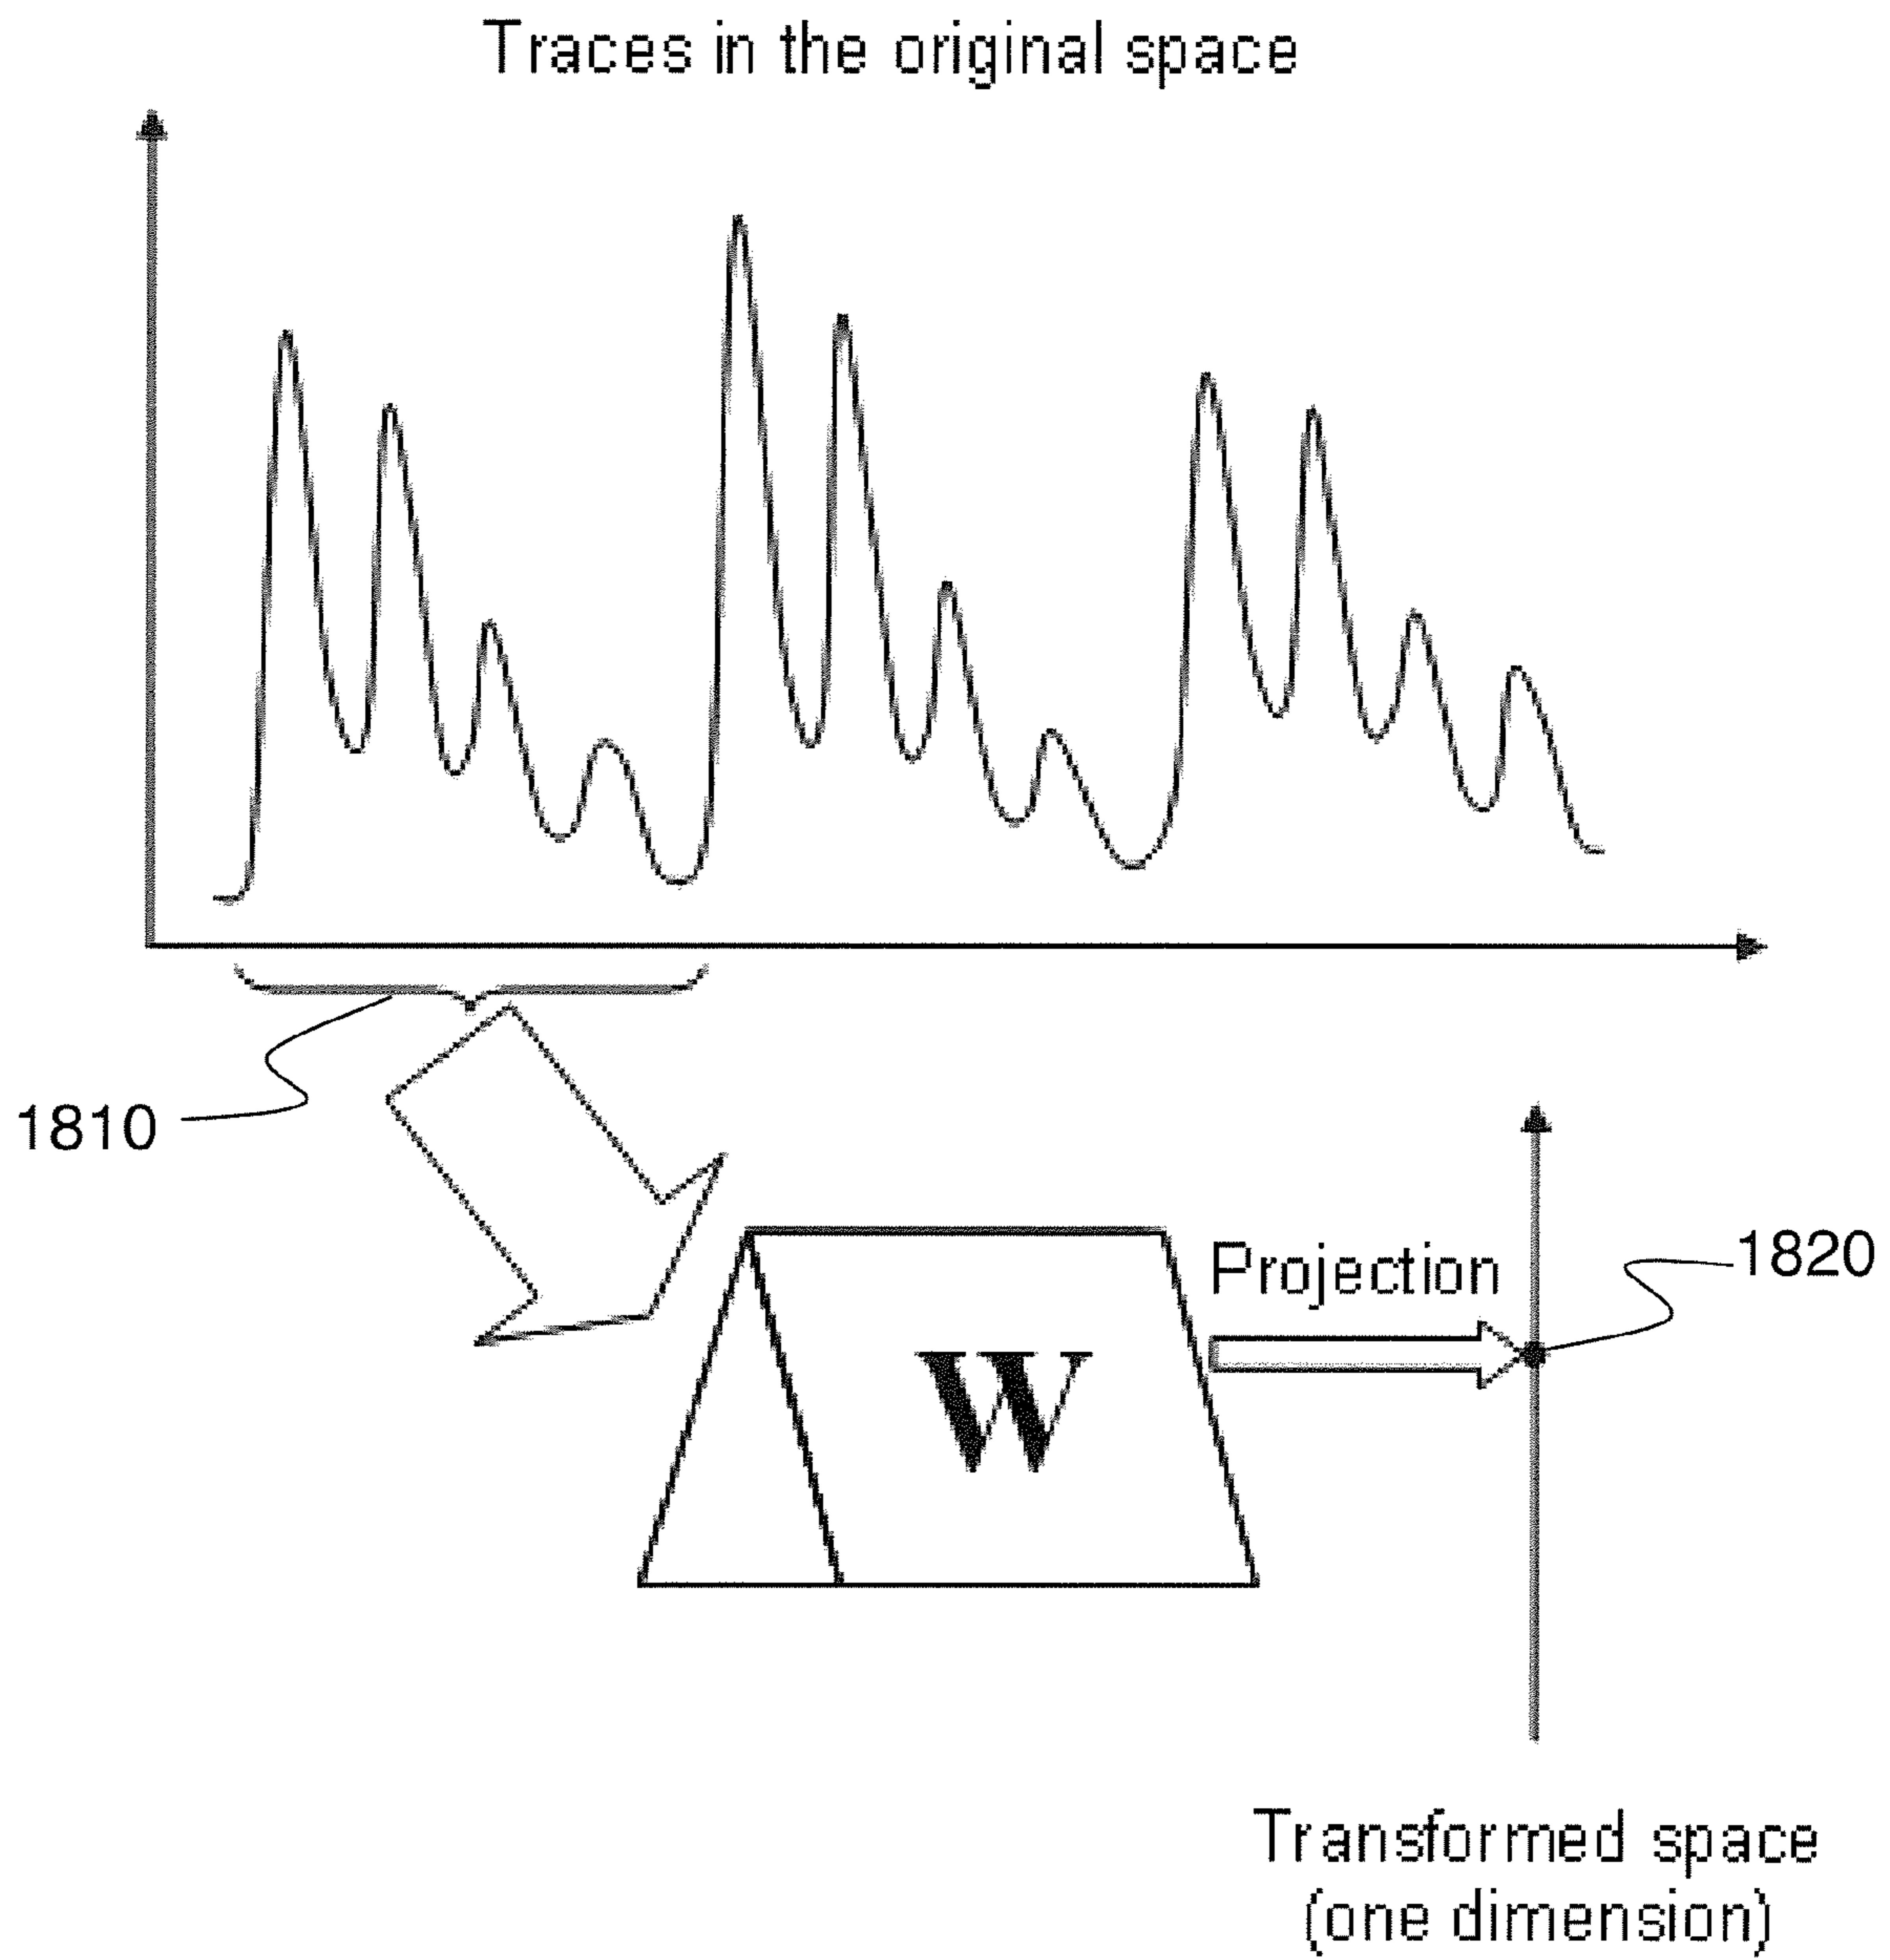 Traces in the original space
1810
Projection
1820
W
Transformed space
(one dimension)